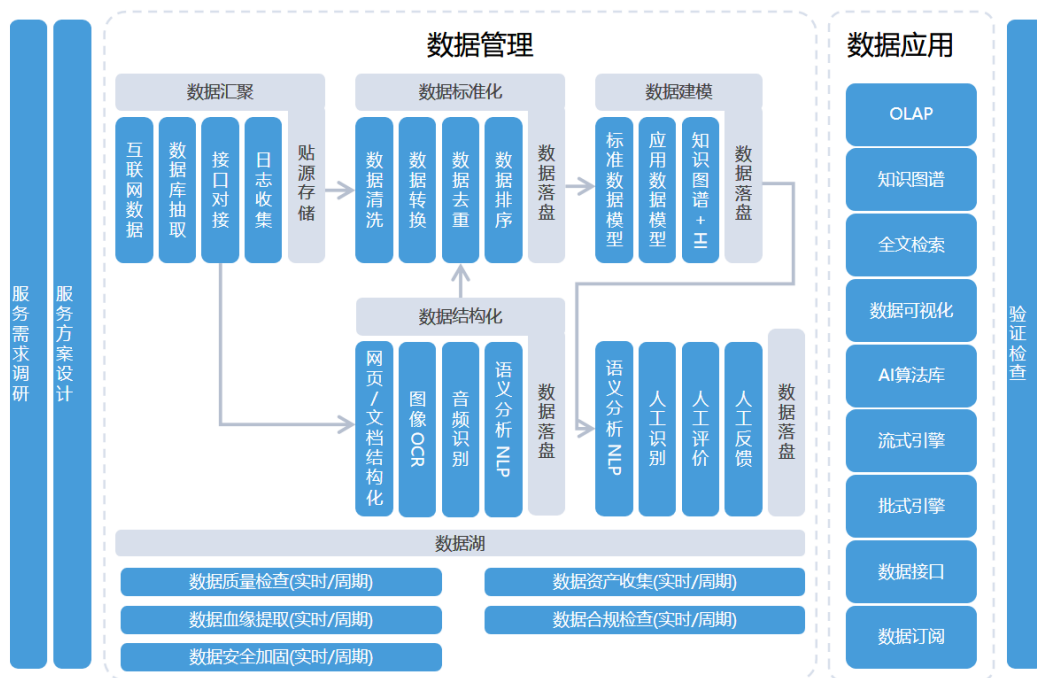 服务需求调研
服务方案设计
数据管理
数据汇聚
互联网数据
数据库抽取
接口对接
日志收集
贴源存储
数据标准化
数据清洗
数据转换
数据去重
数据排序
数据落盘
数据建模
标准数据模型
应用数据模型
知识图谱+HI
数据落盘
数据结构化
网页/文档结构化
图像OCR
音频识别
语义分析NLP
数据落盘
语义分析NLP
人工识别
人工评价
人工反馈
数据落盘
数据湖
数据质量检查(实时/周期)
数据资产收集(实时/周期)
数据血缘提取(实时/周期)
数据合规检查(实时/周期)
数据安全加固(实时/周期)
数据应用
OLAP
知识图谱
全文检索
数据可视化
AI算法库
流式引擎
批式引擎
数据接口
数据订阅
验证检查